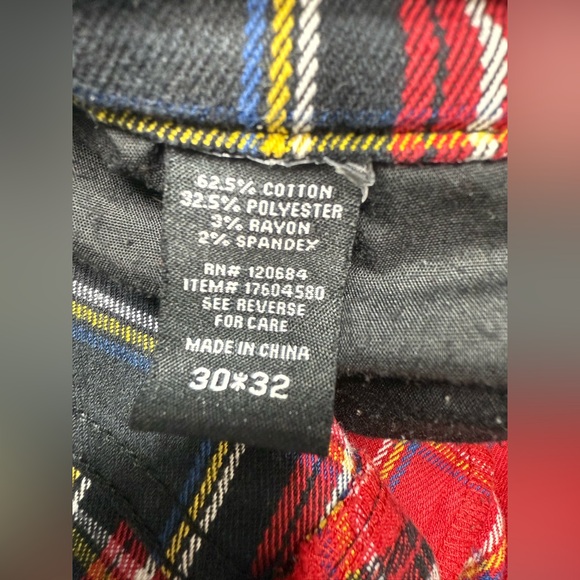 62.5% COTTON
32.5% POLYESTER
3% RAYON
2% SPANDEX
RN# 120684
ITEM# 17604580
SEE REVERSE
FOR CARE
MADE IN CHINA
30*32